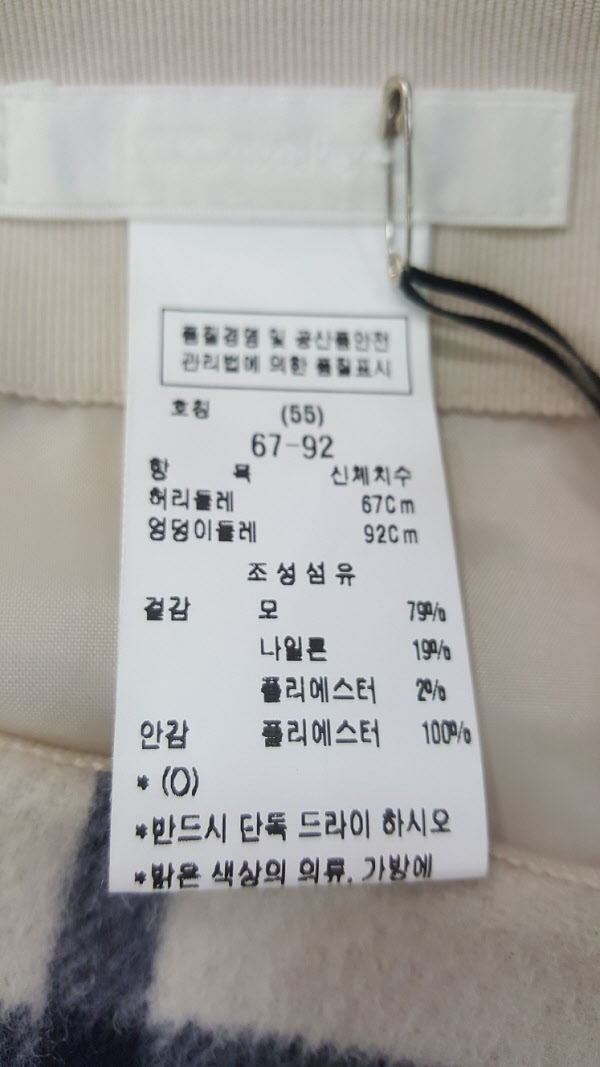 품질경영 및 공산품안전
관리법에 의한 품질표시
호칭 (55)
67-92
항 목 신체치수
허리둘레 67Cm
엉덩이둘레 92Cm
조성섬유
겉감 모 79%
나일론 19%
폴리에스터 2%
안감 폴리에스터 100%
* (O)
*반드시 단독 드라이 하시오
*밝은 색상의 의류, 가방에